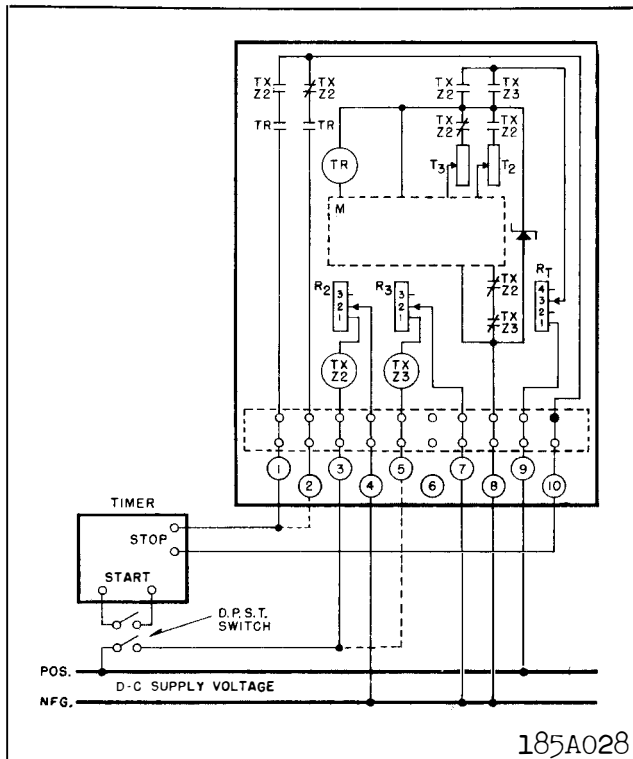 TX Z2
TX Z2
TX Z2
TX Z3
TR
TR
TX Z2
TX Z2
TR
T3
T2
M
TX Z2
R2
3
2
1
R3
3
2
1
RT
4
3
2
1
TX Z3
TX Z2
TX Z3
1
2
3
4
5
6
7
8
9
10
TIMER
STOP
START
D.P.S.T.
SWITCH
POS.
D-C SUPPLY VOLTAGE
NFG.
185A028